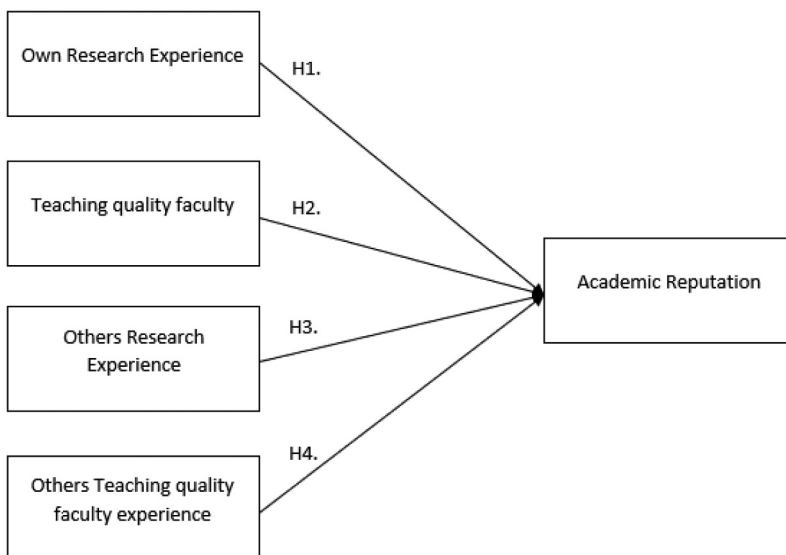 Own Research Experience
H1.
Teaching quality faculty
H2.
Academic Reputation
Others Research
Experience
H3.
Others Teaching quality
faculty experience
H4.